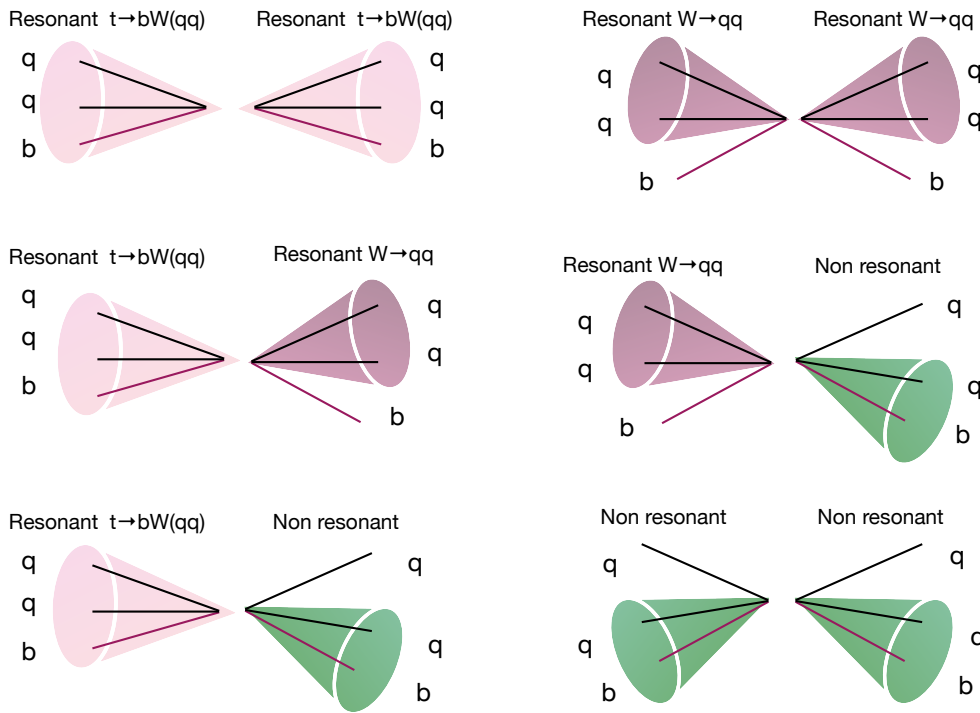 Resonant t→bW(qq) Resonant t→bW(qq)
q q
q q
b b
Resonant W→qq Resonant W→qq
q q
q q
b b
Resonant t→bW(qq) Resonant W→qq
q q
q q
b b
Resonant W→qq Non resonant
q q
q q
b b
Resonant t→bW(qq) Non resonant
q q
q q
b b
Non resonant Non resonant
q q
q
b b